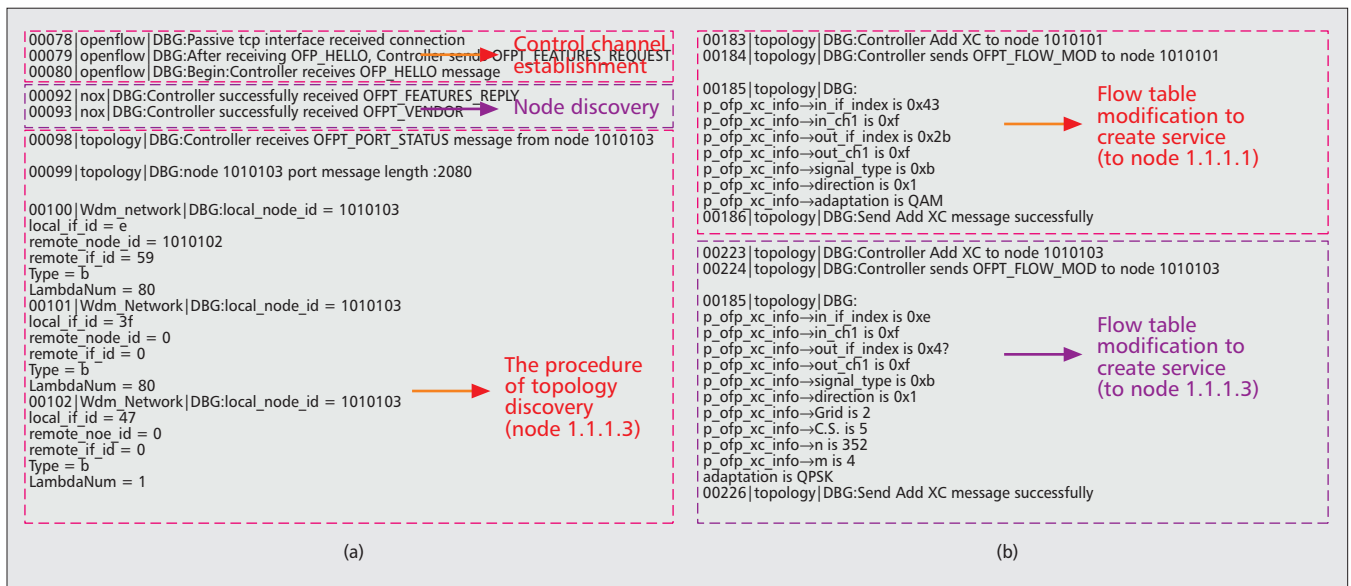 00078|openflow|DBG:Passive tcp interface received connection
00079|openflow|DBG:After receiving OFP_HELLO, Controller sends OFPT_FEATURES_REQUEST
00080|openflow|DBG:Begin:Controller receives OFP_HELLO message
Control channel
establishment
00092|nox|DBG:Controller successfully received OFPT_FEATURES_REPLY
00093|nox|DBG:Controller successfully received OFPT_VENDOR
Node discovery
00098|topology|DBG:Controller receives OFPT_PORT_STATUS message from node 1010103
00099|topology|DBG:node 1010103 port message length :2080
00100|Wdm_network|DBG:local_node_id = 1010103
local_if_id = e
remote_node_id = 1010102
remote_if_id = 59
Type = b
LambdaNum = 80
00101|Wdm_Network|DBG:local_node_id = 1010103
local_if_id = 3f
remote_node_id = 0
remote_if_id = 0
Type = b
LambdaNum = 80
00102|Wdm_Network|DBG:local_node_id = 1010103
local_if_id = 47
remote_noe_id = 0
remote_if_id = 0
Type = b
LambdaNum = 1
The procedure
of topology
discovery
(node 1.1.1.3)
(a)
00183|topology|DBG:Controller Add XC to node 1010101
00184|topology|DBG:Controller sends OFPT_FLOW_MOD to node 1010101
00185|topology|DBG:
p_ofp_xc_info→in_if_index is 0x43
p_ofp_xc_info→in_ch1 is 0xf
p_ofp_xc_info→out_if_index is 0x2b
p_ofp_xc_info→out_ch1 is 0xf
p_ofp_xc_info→signal_type is 0xb
p_ofp_xc_info→direction is 0x1
p_ofp_xc_info→adaptation is QAM
00186|topology|DBG:Send Add XC message successfully
Flow table
modification to
create service
(to node 1.1.1.1)
00223|topology|DBG:Controller Add XC to node 1010103
00224|topology|DBG:Controller sends OFPT_FLOW_MOD to node 1010103
00185|topology|DBG:
p_ofp_xc_info→in_if_index is 0xe
p_ofp_xc_info→in_ch1 is 0xf
p_ofp_xc_info→out_if_index is 0x4?
p_ofp_xc_info→out_ch1 is 0xf
p_ofp_xc_info→signal_type is 0xb
p_ofp_xc_info→direction is 0x1
p_ofp_xc_info→Grid is 2
p_ofp_xc_info→C.S. is 5
p_ofp_xc_info→n is 352
p_ofp_xc_info→m is 4
adaptation is QPSK
00226|topology|DBG:Send Add XC message successfully
Flow table
modification to
create service
(to node 1.1.1.3)
(b)